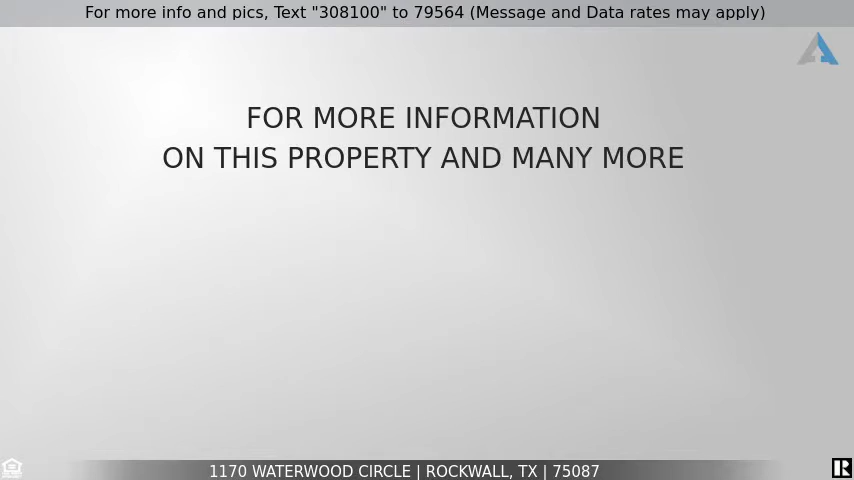 For more info and pics, Text "308100" to 79564 (Message and Data rates may apply)
FOR MORE INFORMATION
ON THIS PROPERTY AND MANY MORE
1170 WATERWOOD CIRCLE | ROCKWALL, TX | 75087